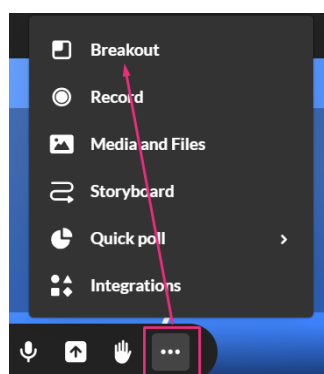 Breakout
Record
Media and Files
Storyboard
Quick poll
Integrations